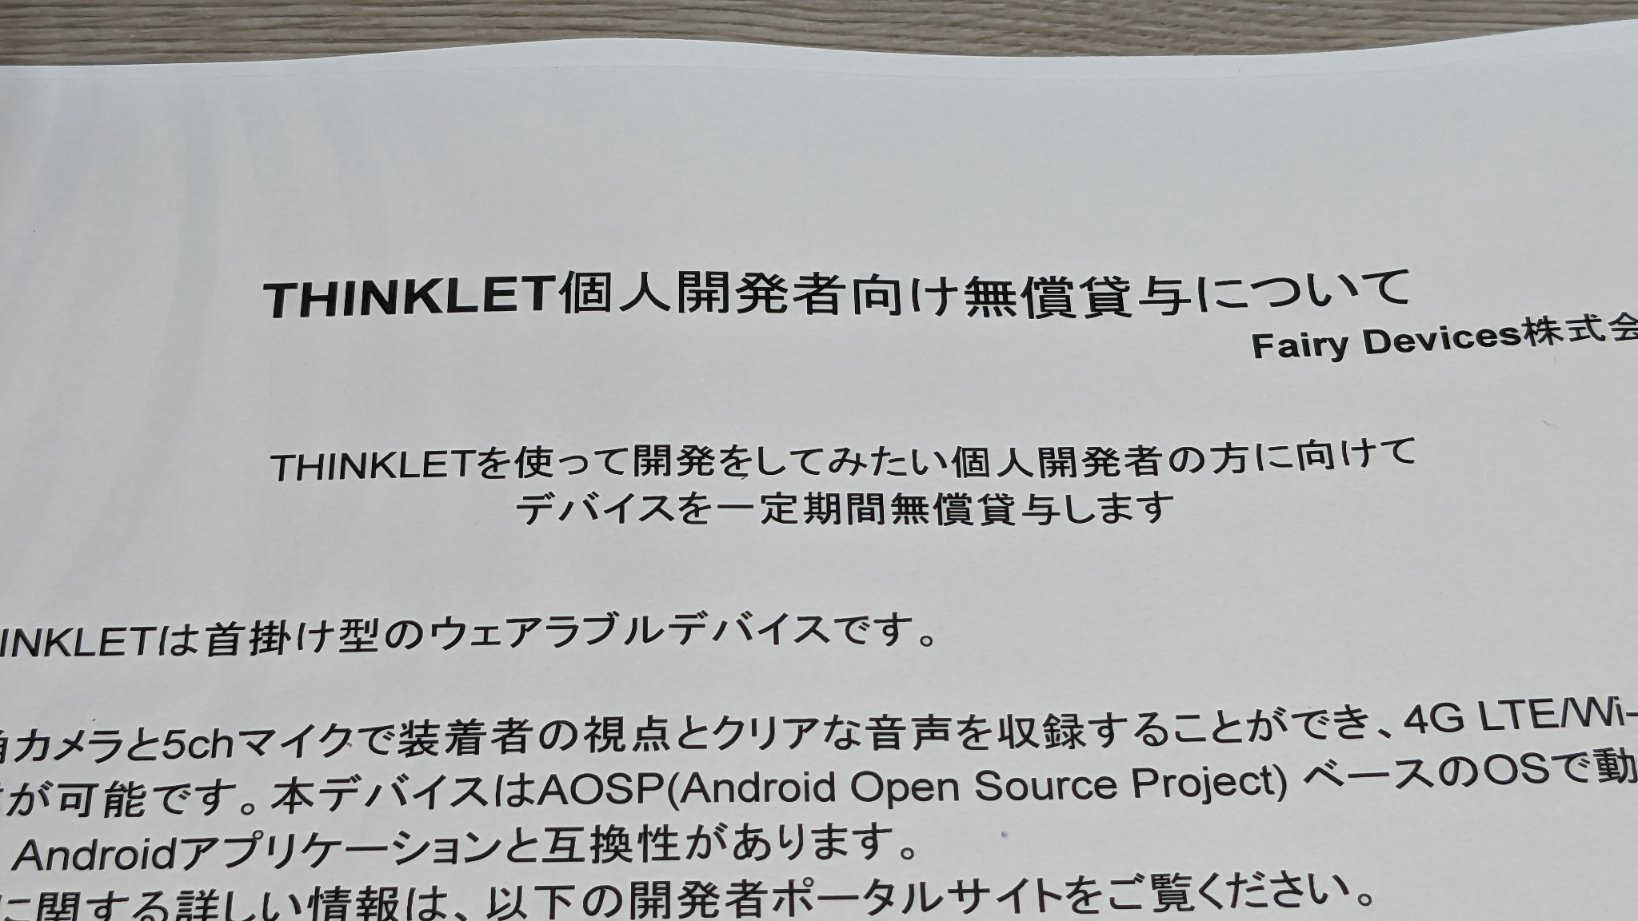 THINKLET個人開発者向け無償貸与について
Fairy Devices株式会
THINKLETを使って開発をしてみたい個人開発者の方に向けて
デバイスを一定期間無償貸与します
INKLETは首掛け型のウェアラブルデバイスです。
角カメラと5chマイクで装着者の視点とクリアな音声を収録することができ、4G LTE/Wi-
が可能です。本デバイスはAOSP(Android Open Source Project) ベースのOSで動
Androidアプリケーションと互換性があります。
に関する詳しい情報は、以下の開発者ポータルサイトをご覧ください。